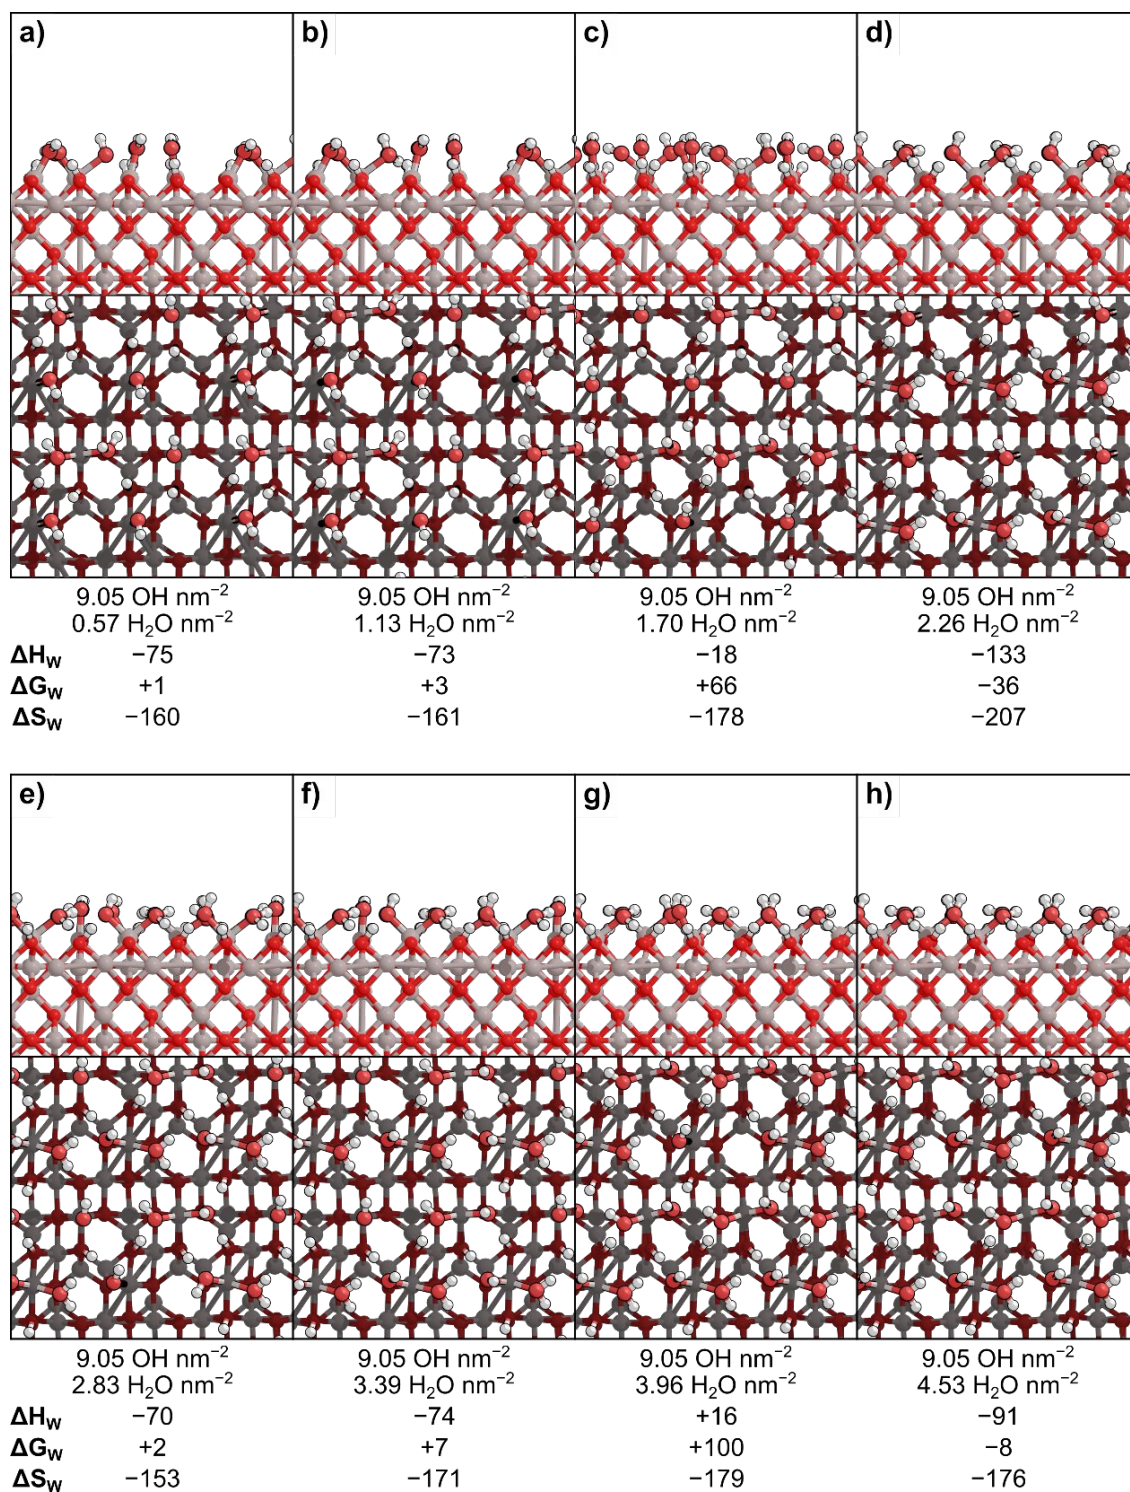 a) b) c) d)
9.05 OH nm⁻² 9.05 OH nm⁻² 9.05 OH nm⁻² 9.05 OH nm⁻²
0.57 H₂O nm⁻² 1.13 H₂O nm⁻² 1.70 H₂O nm⁻² 2.26 H₂O nm⁻²
ΔH_W −75 −73 −18 −133
ΔG_W +1 +3 +66 −36
ΔS_W −160 −161 −178 −207
e) f) g) h)
9.05 OH nm⁻² 9.05 OH nm⁻² 9.05 OH nm⁻² 9.05 OH nm⁻²
2.83 H₂O nm⁻² 3.39 H₂O nm⁻² 3.96 H₂O nm⁻² 4.53 H₂O nm⁻²
ΔH_W −70 −74 +16 −91
ΔG_W +2 +7 +100 −8
ΔS_W −153 −171 −179 −176